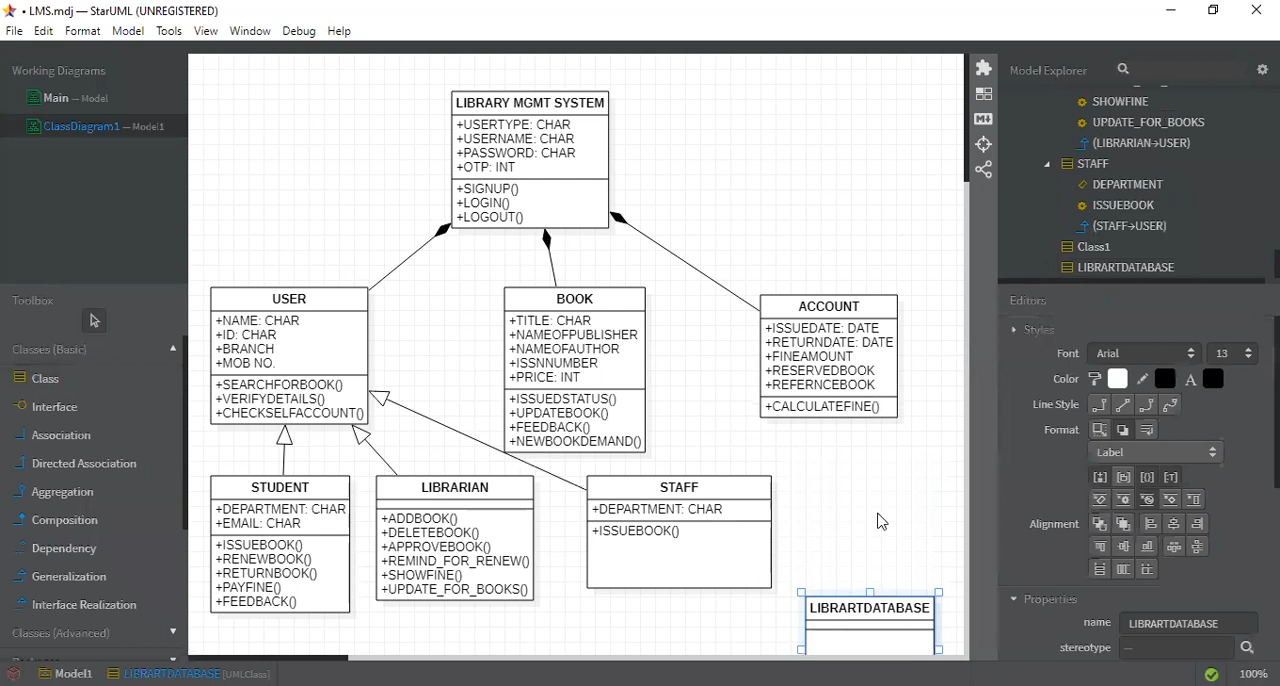 • LMS.mdj — StarUML (UNREGISTERED)
File Edit Format Model Tools View Window Debug Help
Working Diagrams
Main — Model
ClassDiagram1 — Model1
Toolbox
Classes (Basic)
Class
Interface
Association
Directed Association
Aggregation
Composition
Dependency
Generalization
Interface Realization
Classes (Advanced)
LIBRARY MGMT SYSTEM
+USERTYPE: CHAR
+USERNAME: CHAR
+PASSWORD: CHAR
+OTP: INT
+SIGNUP()
+LOGIN()
+LOGOUT()
USER
+NAME: CHAR
+ID: CHAR
+BRANCH
+MOB NO.
+SEARCHFORBOOK()
+VERIFYDETAILS()
+CHECKSELFACCOUNT()
BOOK
+TITLE: CHAR
+NAMEOFPUBLISHER
+NAMEOFAUTHOR
+ISSNNUMBER
+PRICE: INT
+ISSUEDSTATUS()
+UPDATEBOOK()
+FEEDBACK()
+NEWBOOKDEMAND()
ACCOUNT
+ISSUEDATE: DATE
+RETURNDATE: DATE
+FINEAMOUNT
+RESERVEDBOOK
+REFERNCEBOOK
+CALCULATEFINE()
STUDENT
+DEPARTMENT: CHAR
+EMAIL: CHAR
+ISSUEBOOK()
+RENEWBOOK()
+RETURNBOOK()
+PAYFINE()
+FEEDBACK()
LIBRARIAN
+ADDBOOK()
+DELETEBOOK()
+APPROVEBOOK()
+REMIND_FOR_RENEW()
+SHOWFINE()
+UPDATE_FOR_BOOKS()
STAFF
+DEPARTMENT: CHAR
+ISSUEBOOK()
LIBRARTDATABASE
Model Explorer
SHOWFINE
UPDATE_FOR_BOOKS
(LIBRARIAN→USER)
STAFF
DEPARTMENT
ISSUEBOOK
(STAFF→USER)
Class1
LIBRARTDATABASE
Editors
Styles
Font Arial 13
Color A
Line Style
Format
Label
Alignment
Properties
name LIBRARTDATABASE
stereotype —
Model1 LIBRARTDATABASE [UMLClass] 100%